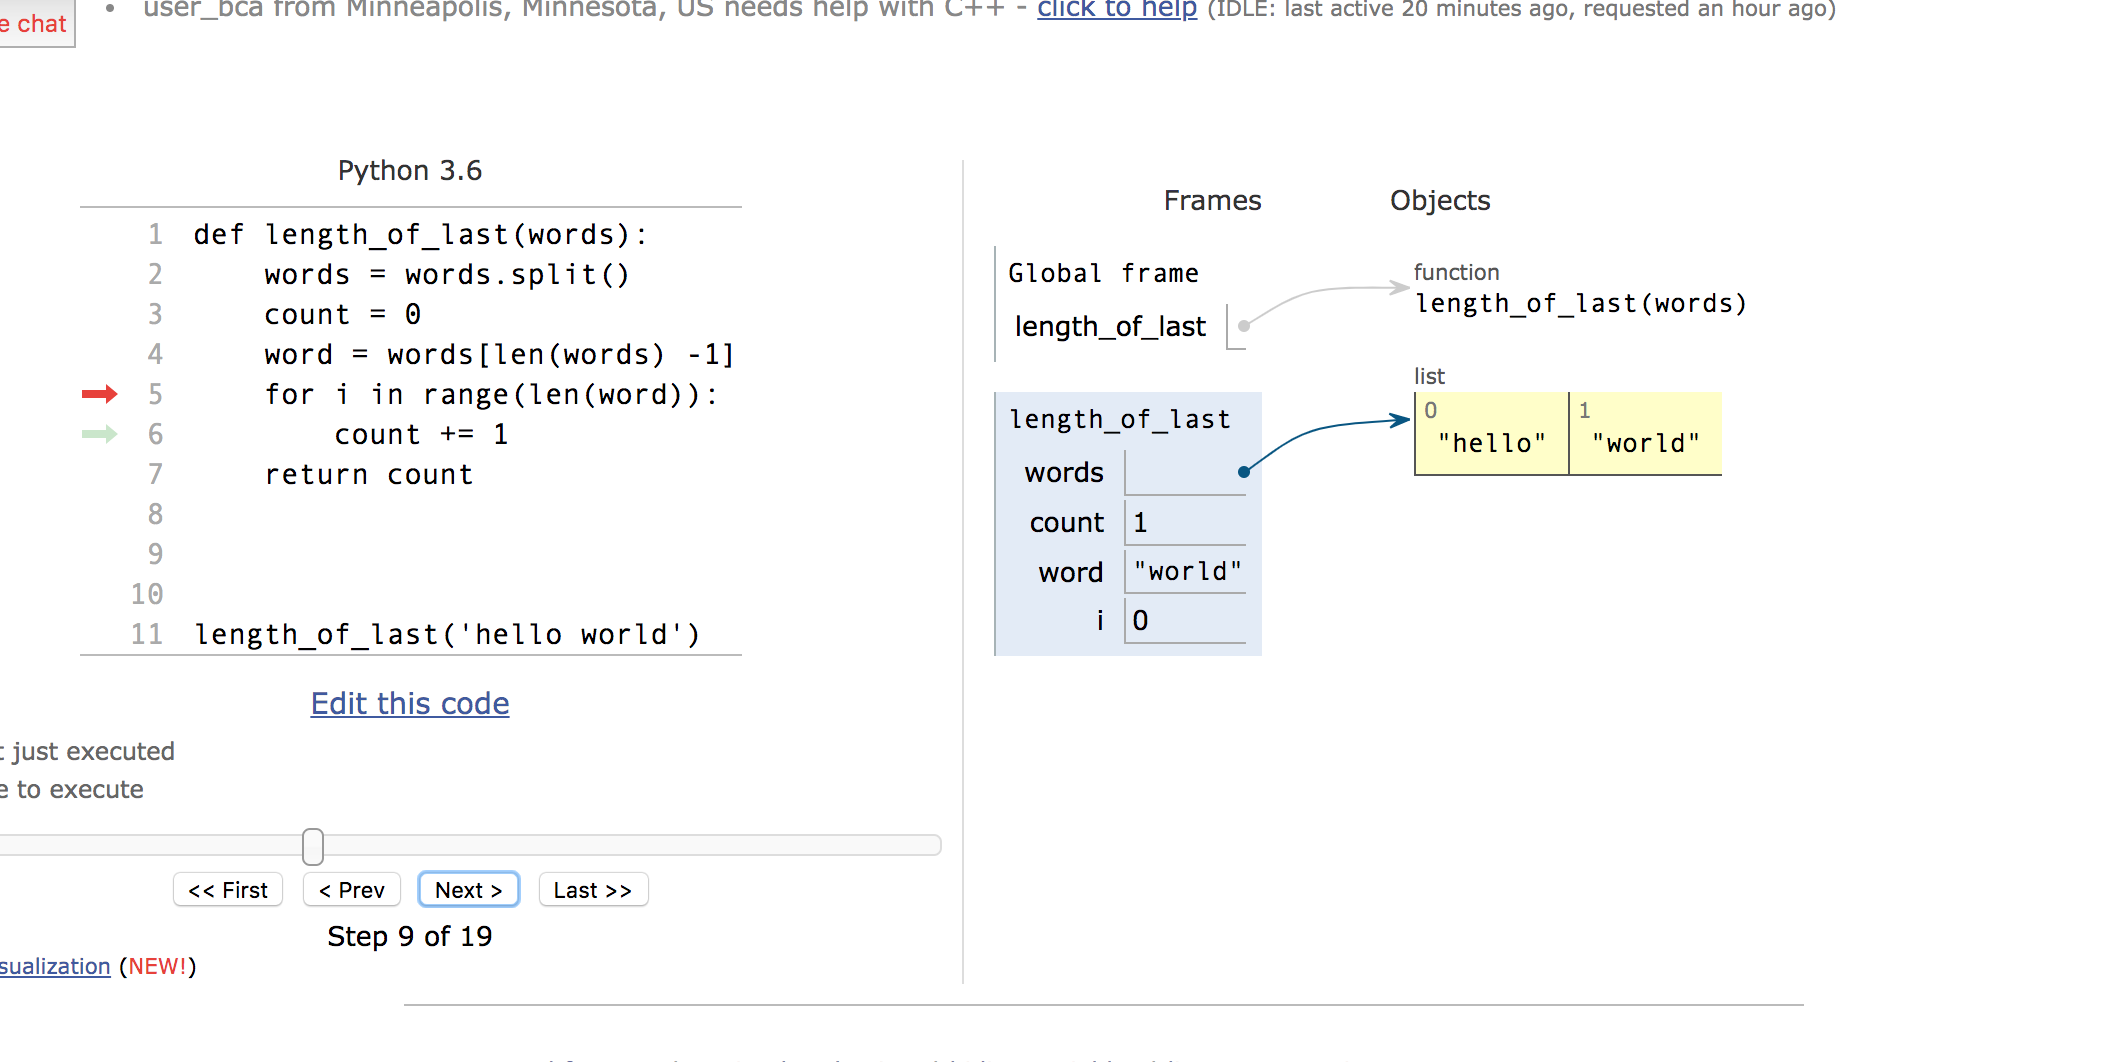 e chat
• user_bca from Minneapolis, Minnesota, US needs help with C++ - click to help (IDLE: last active 20 minutes ago, requested an hour ago)
Python 3.6
1 def length_of_last(words):
2     words = words.split()
3     count = 0
4     word = words[len(words) -1]
5     for i in range(len(word)):
6         count += 1
7     return count
8
9
10
11 length_of_last('hello world')
Edit this code
just executed
e to execute
<< First
< Prev
Next >
Last >>
Step 9 of 19
sualization (NEW!)
Frames
Objects
Global frame
length_of_last
function
length_of_last(words)
length_of_last
words
count 1
word "world"
i 0
list
0 1
"hello" "world"